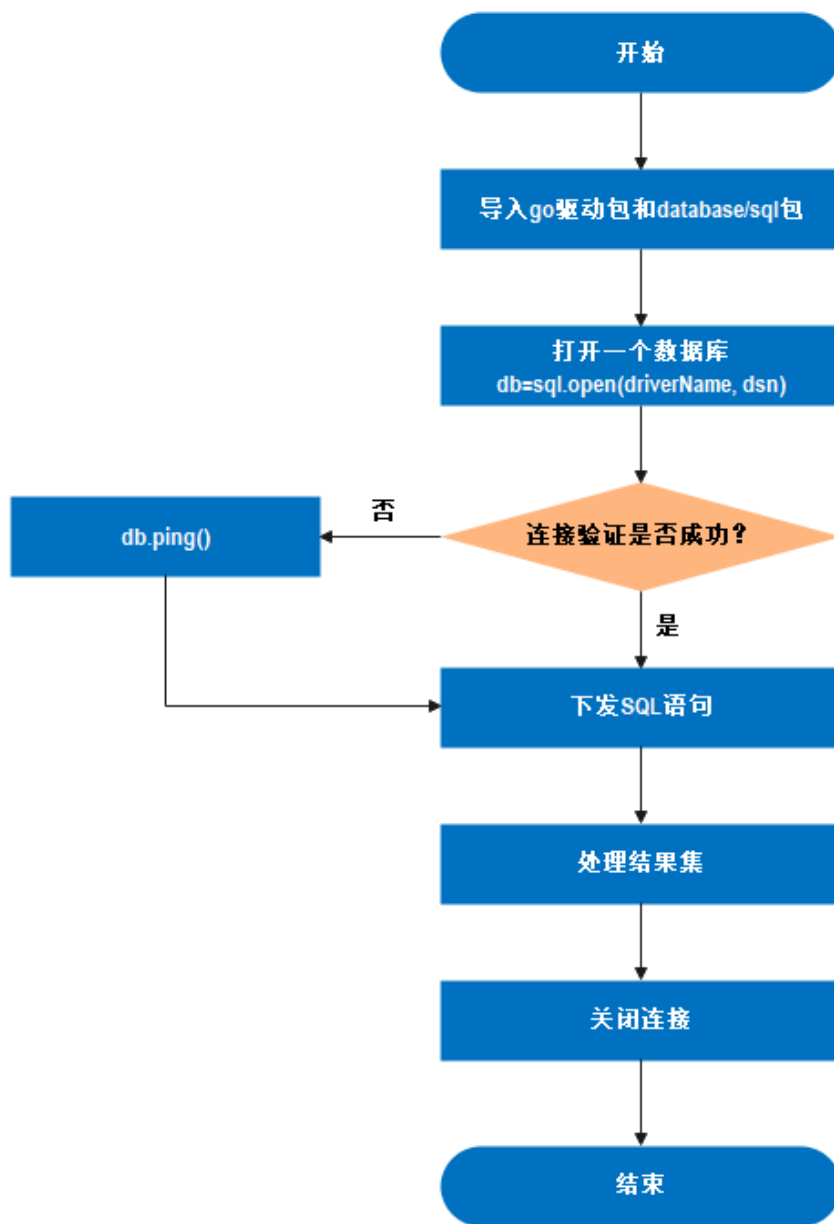 开始
导入go驱动包和database/sql包
打开一个数据库
db=sql.open(driverName, dsn)
连接验证是否成功？
否
db.ping()
是
下发SQL语句
处理结果集
关闭连接
结束